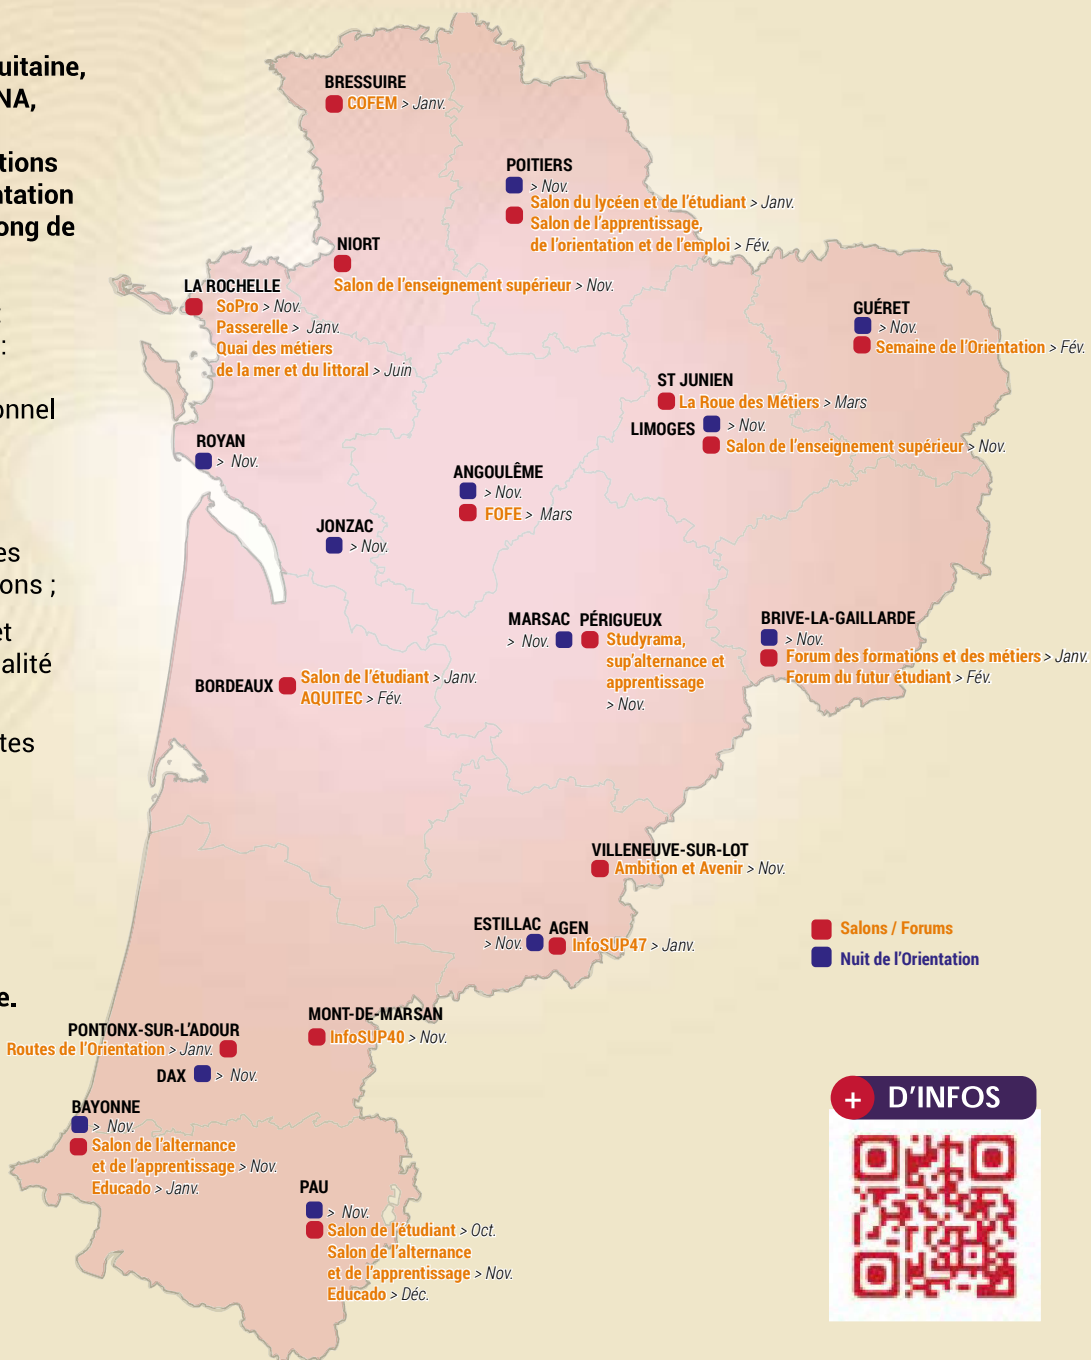 uitaine,
NA,
tions
ntation
ong de
:
onnel
es
ons ;
et
alité
tes
e.
BRESSUIRE
COFEM > Janv.
POITIERS
> Nov.
Salon du lycéen et de l'étudiant > Janv.
Salon de l'apprentissage,
de l'orientation et de l'emploi > Fév.
NIORT
Salon de l'enseignement supérieur > Nov.
LA ROCHELLE
SoPro > Nov.
Passerelle > Janv.
Quai des métiers
de la mer et du littoral > Juin
GUÉRET
> Nov.
Semaine de l'Orientation > Fév.
ST JUNIEN
La Roue des Métiers > Mars
LIMOGES > Nov.
Salon de l'enseignement supérieur > Nov.
ROYAN
> Nov.
ANGOULÊME
> Nov.
FOFE > Mars
JONZAC
> Nov.
MARSAC
> Nov.
PÉRIGUEUX
Studyrama,
sup'alternance et
apprentissage
> Nov.
BRIVE-LA-GAILLARDE
> Nov.
Forum des formations et des métiers > Janv.
Forum du futur étudiant > Fév.
BORDEAUX
Salon de l'étudiant > Janv.
AQUITEC > Fév.
VILLENEUVE-SUR-LOT
Ambition et Avenir > Nov.
ESTILLAC
> Nov.
AGEN
InfoSUP47 > Janv.
Salons / Forums
Nuit de l'Orientation
MONT-DE-MARSAN
InfoSUP40 > Nov.
PONTONX-SUR-L'ADOUR
Routes de l'Orientation > Janv.
DAX > Nov.
BAYONNE
> Nov.
Salon de l'alternance
et de l'apprentissage > Nov.
Educado > Janv.
PAU
> Nov.
Salon de l'étudiant > Oct.
Salon de l'alternance
et de l'apprentissage > Nov.
Educado > Déc.
+ D'INFOS